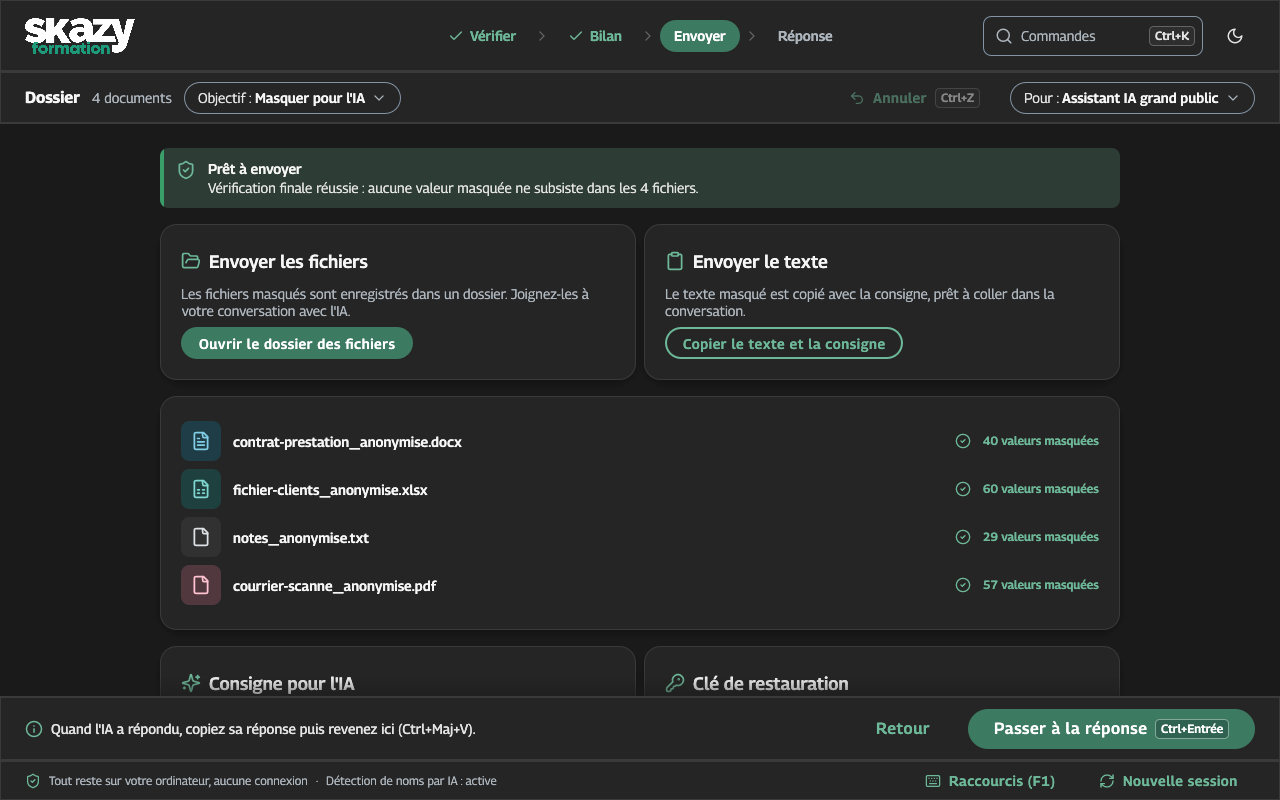 skazy
formation
Vérifier
Bilan
Envoyer
Réponse
Commandes
Ctrl+K
Dossier
4 documents
Objectif : Masquer pour l'IA
Annuler
Ctrl+Z
Pour : Assistant IA grand public
Prêt à envoyer
Vérification finale réussie : aucune valeur masquée ne subsiste dans les 4 fichiers.
Envoyer les fichiers
Les fichiers masqués sont enregistrés dans un dossier. Joignez-les à
votre conversation avec l'IA.
Ouvrir le dossier des fichiers
Envoyer le texte
Le texte masqué est copié avec la consigne, prêt à coller dans la
conversation.
Copier le texte et la consigne
contrat-prestation_anonymise.docx
40 valeurs masquées
fichier-clients_anonymise.xlsx
60 valeurs masquées
notes_anonymise.txt
29 valeurs masquées
courrier-scanne_anonymise.pdf
57 valeurs masquées
Consigne pour l'IA
Clé de restauration
Quand l'IA a répondu, copiez sa réponse puis revenez ici (Ctrl+Maj+V).
Retour
Passer à la réponse
Ctrl+Entrée
Tout reste sur votre ordinateur, aucune connexion · Détection de noms par IA : active
Raccourcis (F1)
Nouvelle session